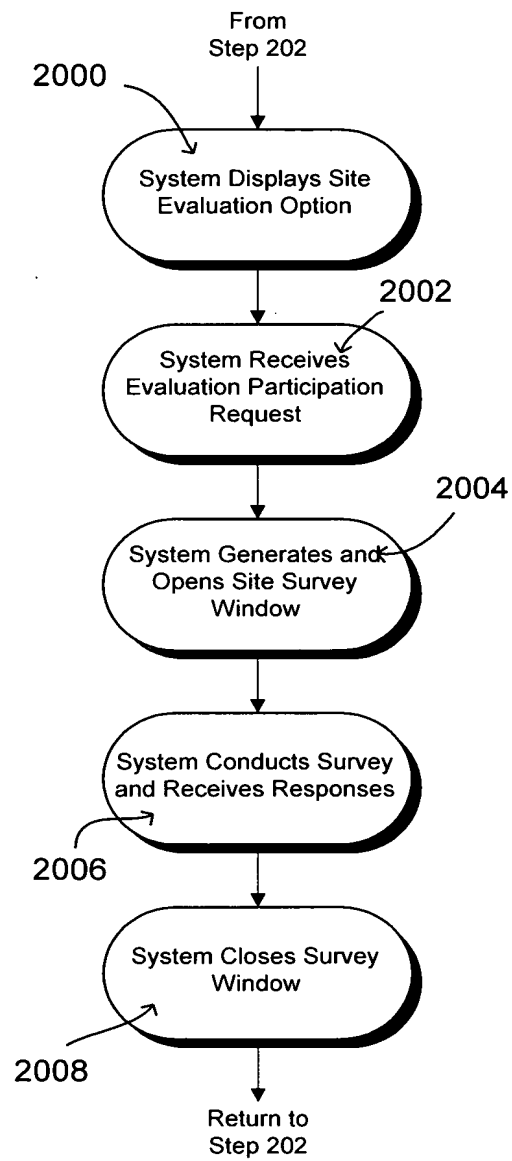 From
Step 202
2000
System Displays Site
Evaluation Option
2002
System Receives
Evaluation Participation
Request
2004
System Generates and
Opens Site Survey
Window
System Conducts Survey
and Receives Responses
2006
System Closes Survey
Window
2008
Return to
Step 202